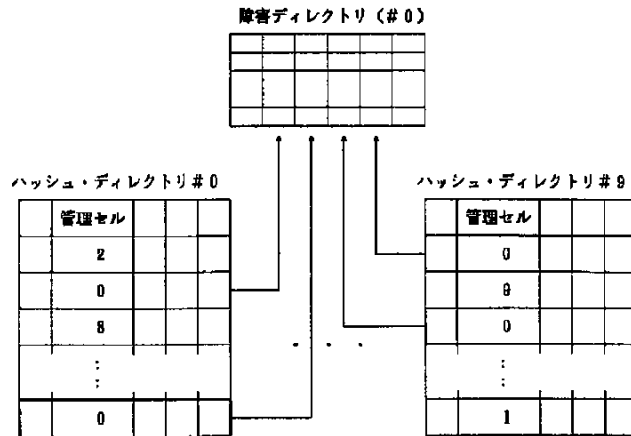 障害ディレクトリ(#0)
ハッシュ・ディレクトリ#0
管理セル
2
0
8
:
:
0
・ ・ ・
ハッシュ・ディレクトリ#9
管理セル
0
9
0
:
:
1